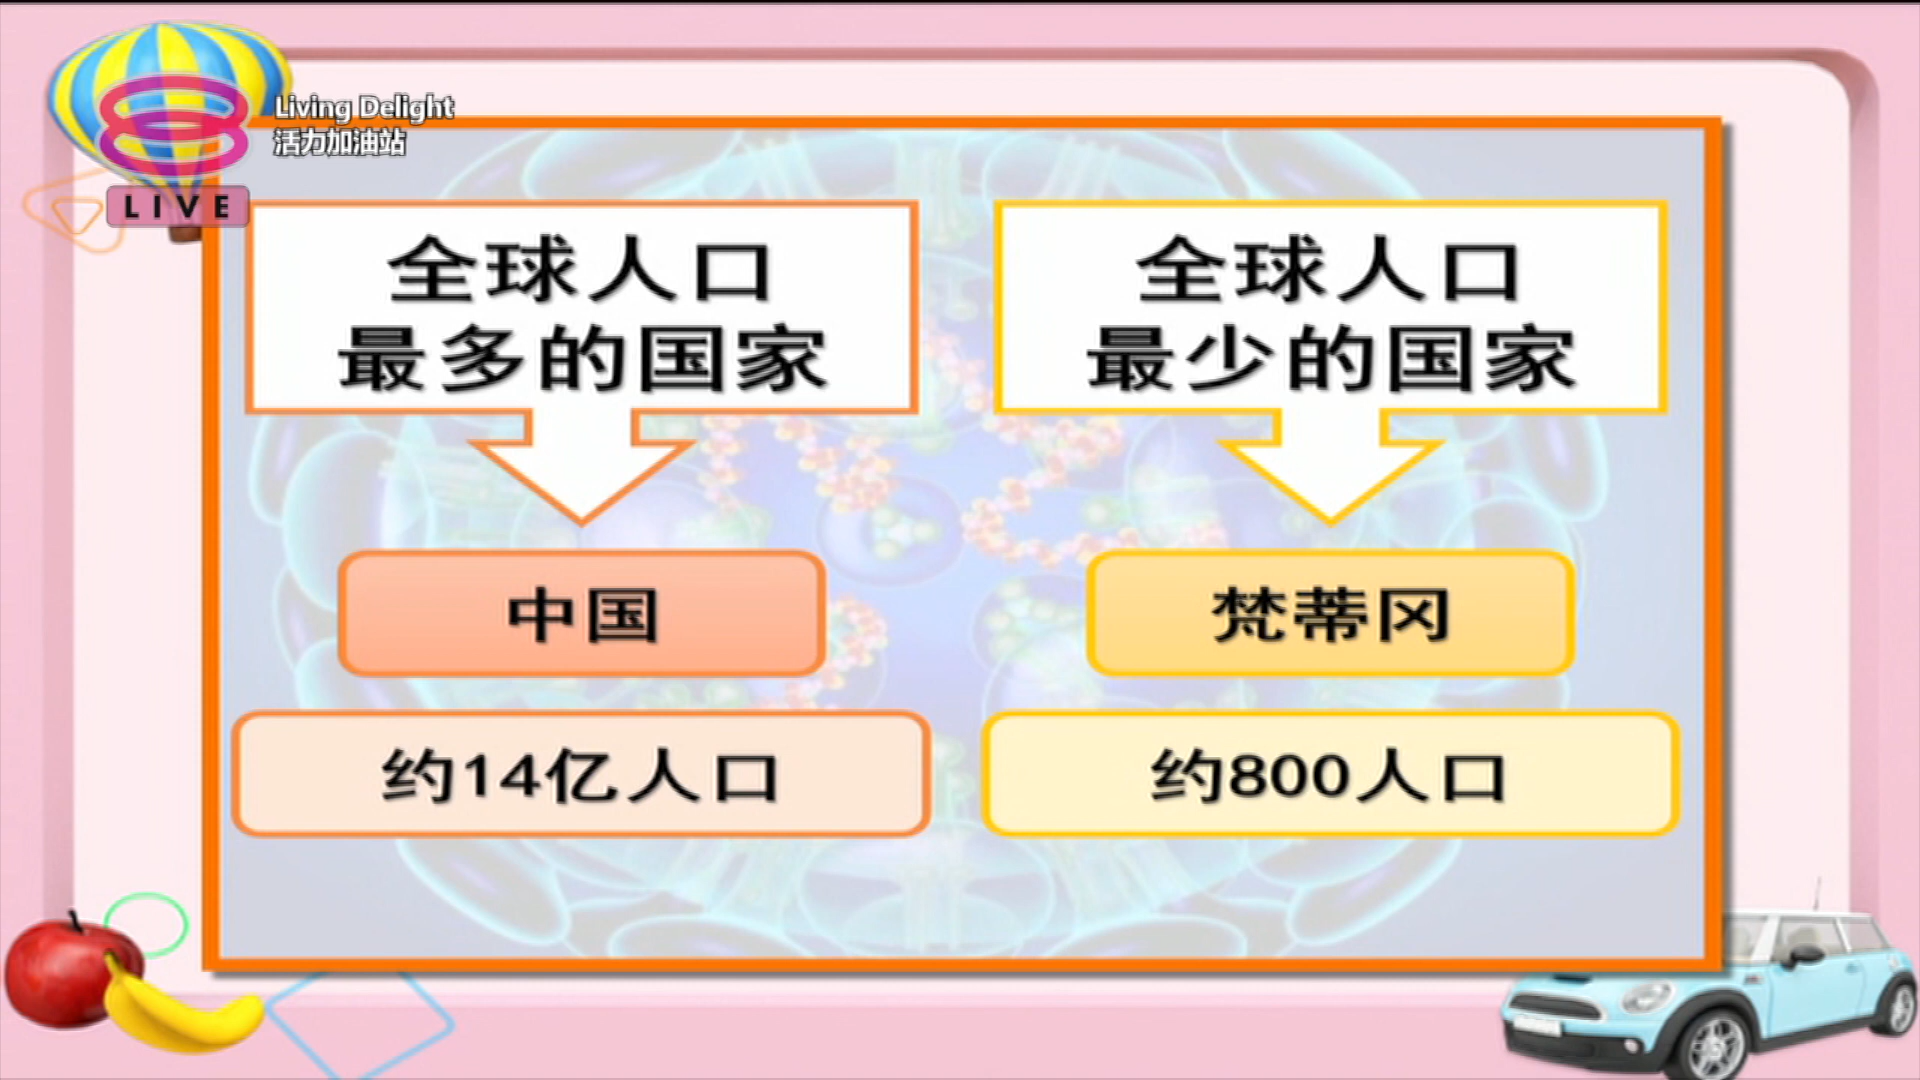 Living Delight
活力加油站
LIVE
全球人口
最多的国家
中国
约14亿人口
全球人口
最少的国家
梵蒂冈
约800人口